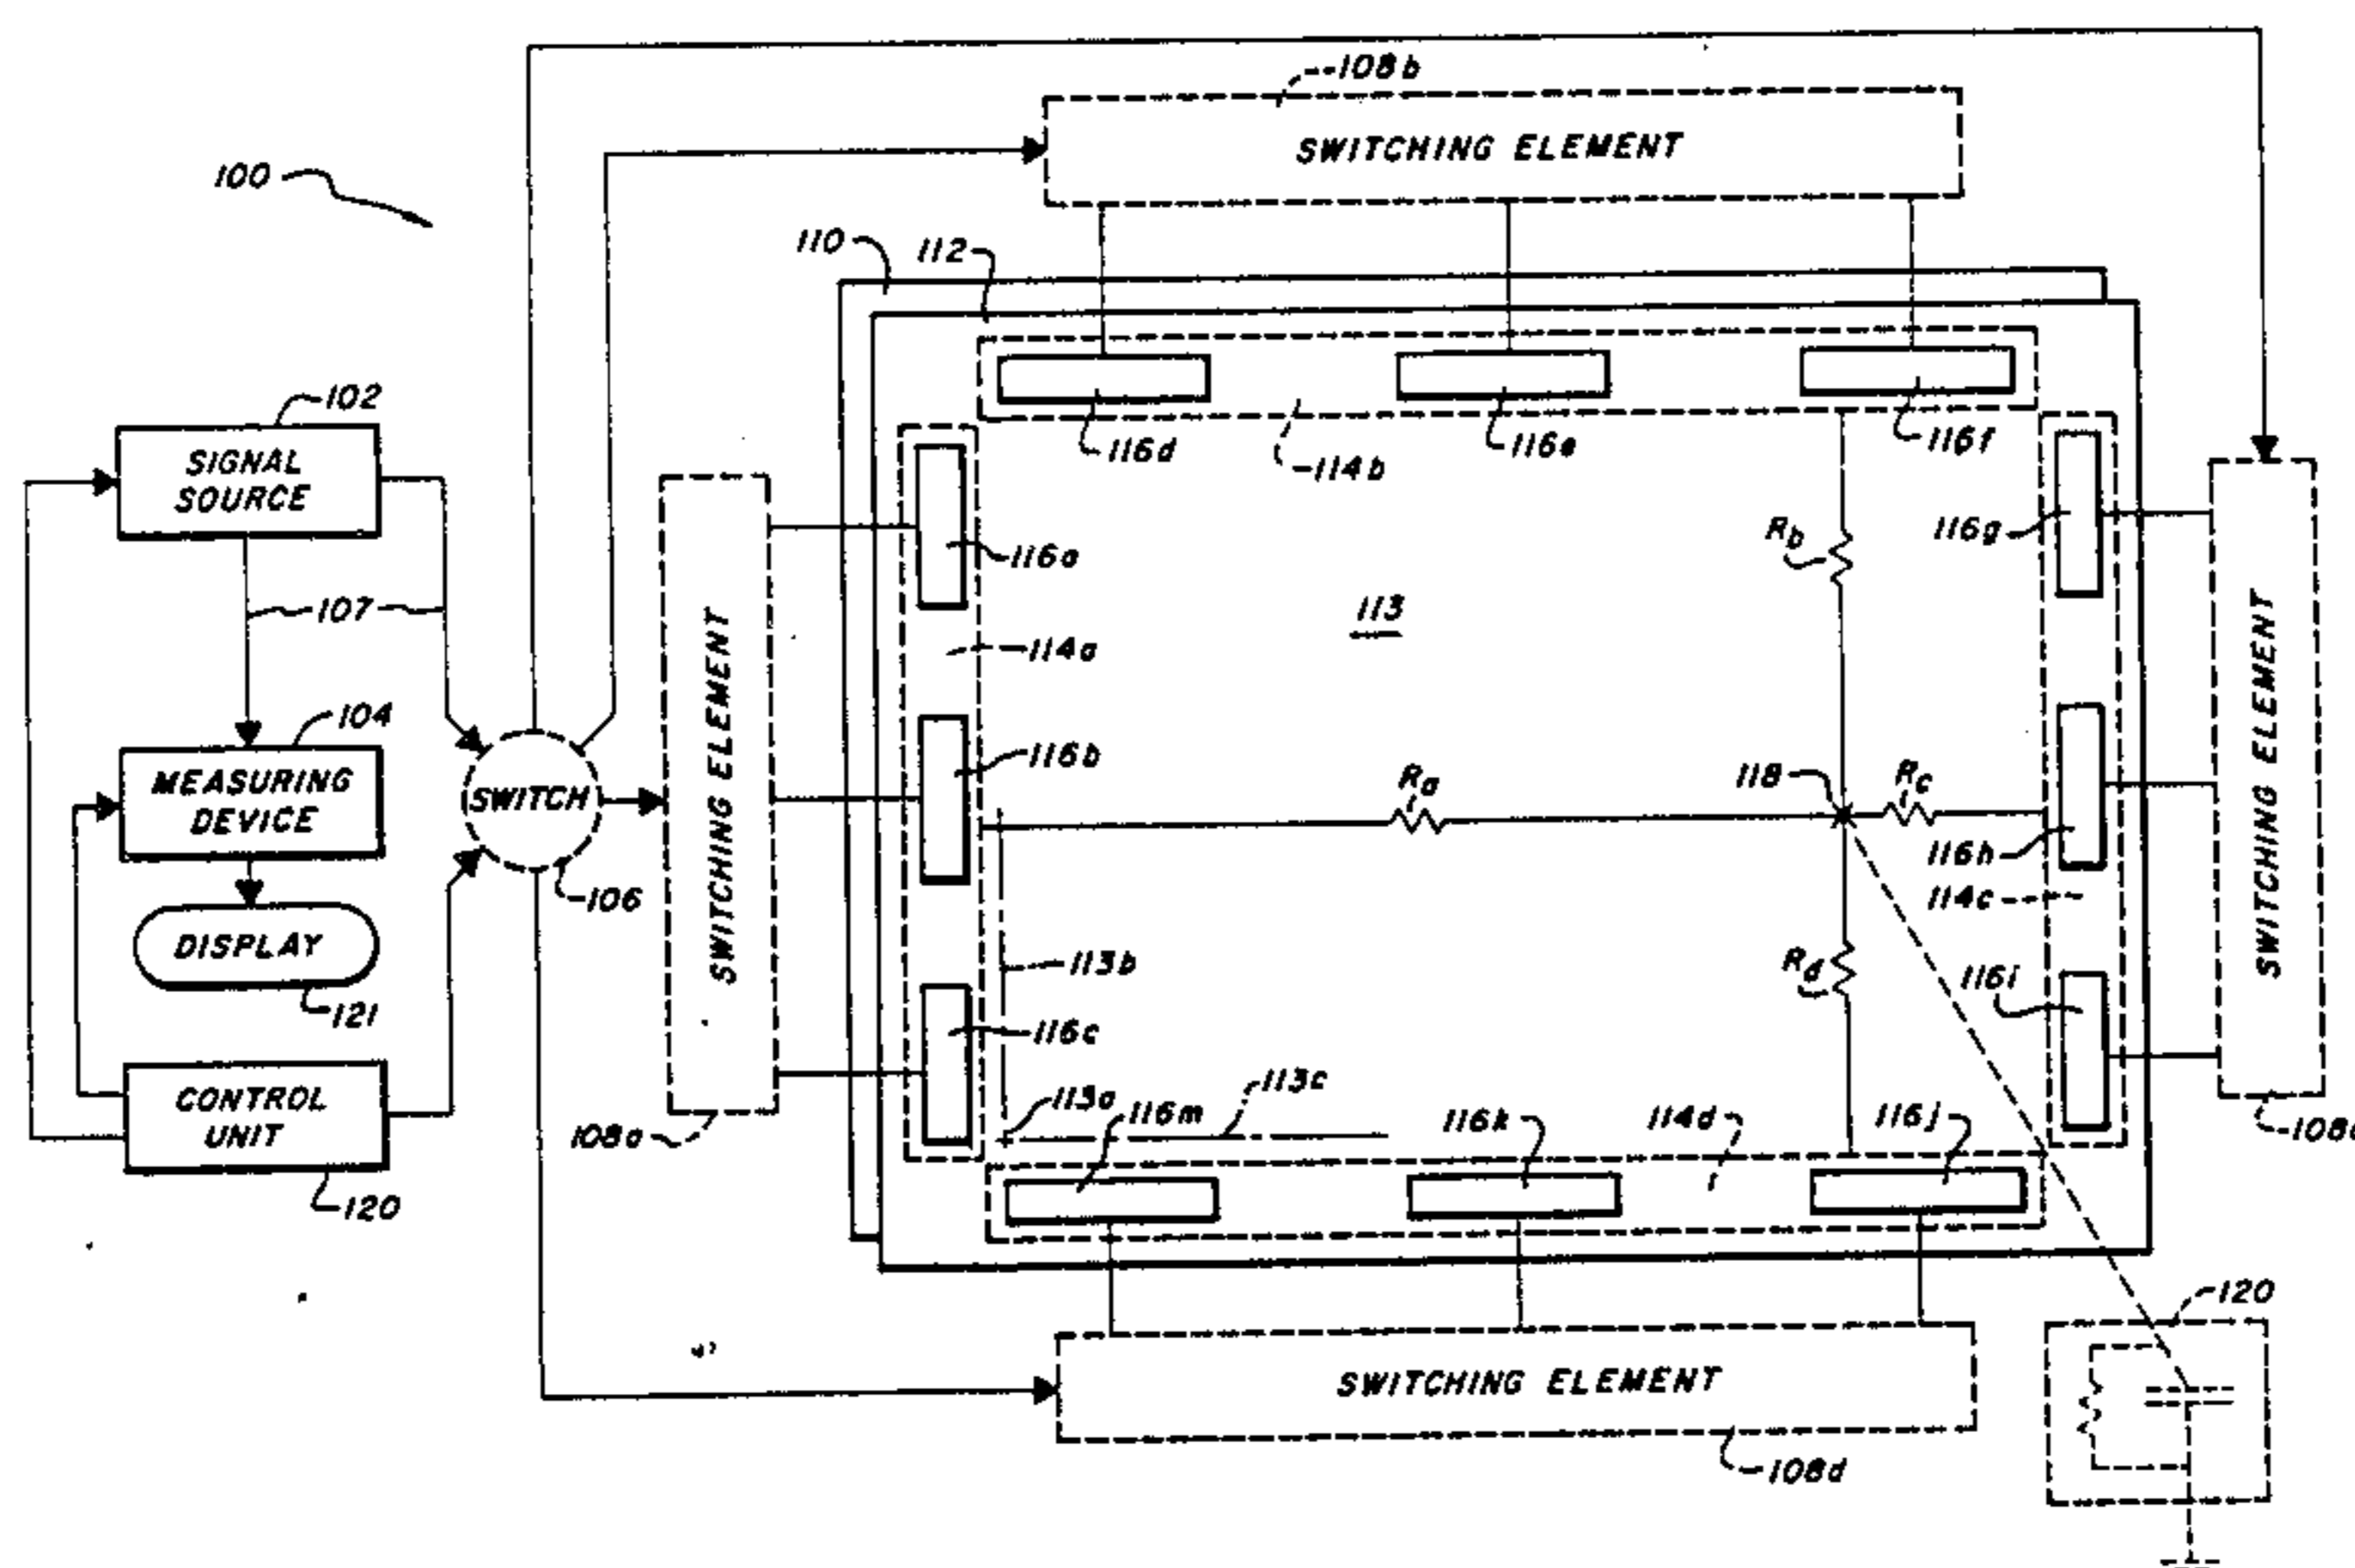 108b
SWITCHING ELEMENT
100
110
112
102
SIGNAL
SOURCE
116d
114b
116e
116f
116a
Rb
116g
113
107
114a
SWITCHING ELEMENT
SWITCHING ELEMENT
104
MEASURING
DEVICE
SWITCH
116b
Ra
118
Rc
116h
106
114c
DISPLAY
113b
Rd
116i
121
116c
CONTROL
UNIT
113a
113c
108a
116m
116k
114d
116j
120
120
SWITCHING ELEMENT
108d